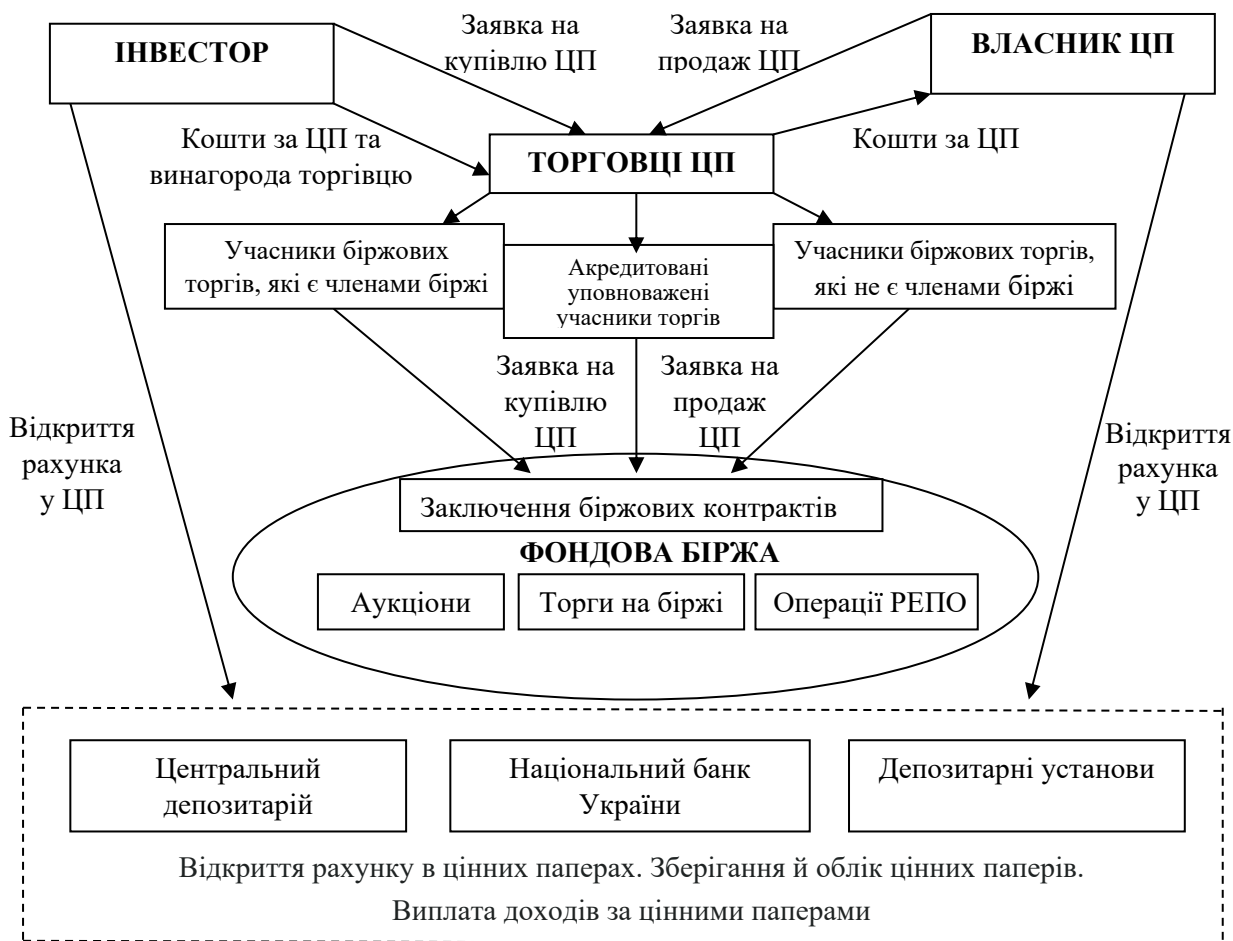 ІНВЕСТОР
Заявка на
купівлю ЦП
Заявка на
продаж ЦП
ВЛАСНИК ЦП
Кошти за ЦП та
винагорода торгівцю
ТОРГОВЦІ ЦП
Кошти за ЦП
Учасники біржових
торгів, які є членами біржі
Акредитовані
уповноважені
учасники торгів
Учасники біржових торгів,
які не є членами біржі
Заявка на
купівлю
ЦП
Заявка на
продаж
ЦП
Відкриття
рахунка
у ЦП
Відкриття
рахунка
у ЦП
Заключення біржових контрактів
ФОНДОВА БІРЖА
Аукціони
Торги на біржі
Операції РЕПО
Центральний
депозитарій
Національний банк
України
Депозитарні установи
Відкриття рахунку в цінних паперах. Зберігання й облік цінних паперів.
Виплата доходів за цінними паперами